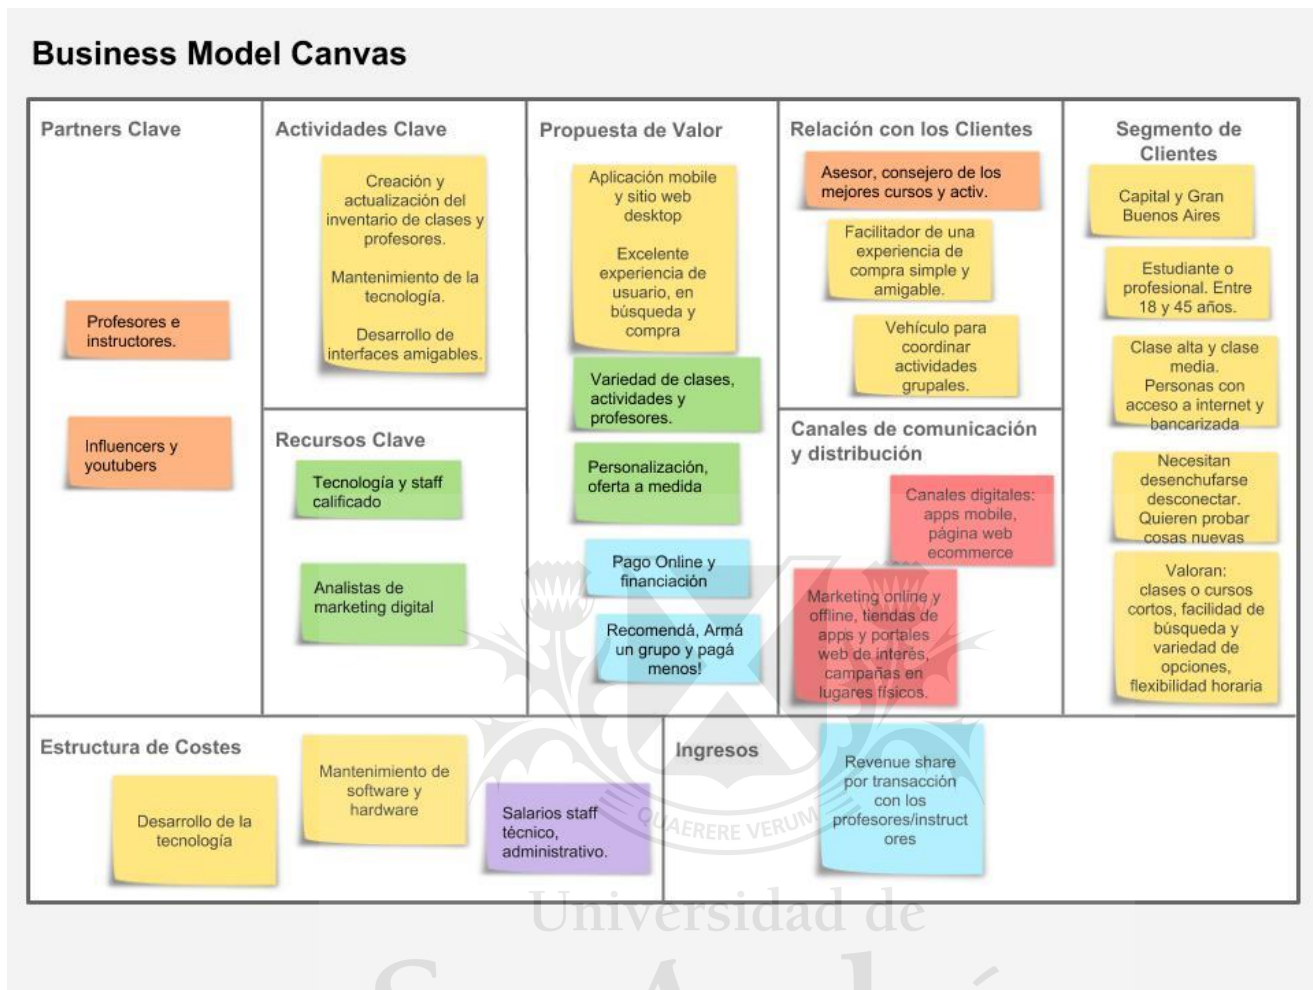 Business Model Canvas
Partners Clave
Profesores e
instructores.
Influencers y
youtubers
Actividades Clave
Creación y
actualización del
inventario de clases y
profesores.
Mantenimiento de la
tecnología.
Desarrollo de
interfaces amigables.
Recursos Clave
Tecnología y staff
calificado
Analistas de
marketing digital
Propuesta de Valor
Aplicación mobile
y sitio web
desktop
Excelente
experiencia de
usuario, en
búsqueda y
compra
Variedad de clases,
actividades y
profesores.
Personalización,
oferta a medida
Pago Online y
financiación
Recomendá, Armá
un grupo y pagá
menos!
Relación con los Clientes
Asesor, consejero de los
mejores cursos y activ.
Facilitador de una
experiencia de
compra simple y
amigable.
Vehículo para
coordinar
actividades
grupales.
Canales de comunicación
y distribución
Canales digitales:
apps mobile,
página web
ecommerce
Marketing online y
offline, tiendas de
apps y portales
web de interés,
campañas en
lugares físicos.
Segmento de
Clientes
Capital y Gran
Buenos Aires
Estudiante o
profesional. Entre
18 y 45 años.
Clase alta y clase
media.
Personas con
acceso a internet y
bancarizada
Necesitan
desenchufarse
desconectar.
Quieren probar
cosas nuevas
Valoran:
clases o cursos
cortos, facilidad de
búsqueda y
variedad de
opciones,
flexibilidad horaria
Estructura de Costes
Desarrollo de la
tecnología
Mantenimiento de
software y
hardware
Salarios staff
técnico,
administrativo.
Ingresos
Revenue share
por transacción
con los
profesores/instruct
ores
QUAERERE VERUM
Universidad de